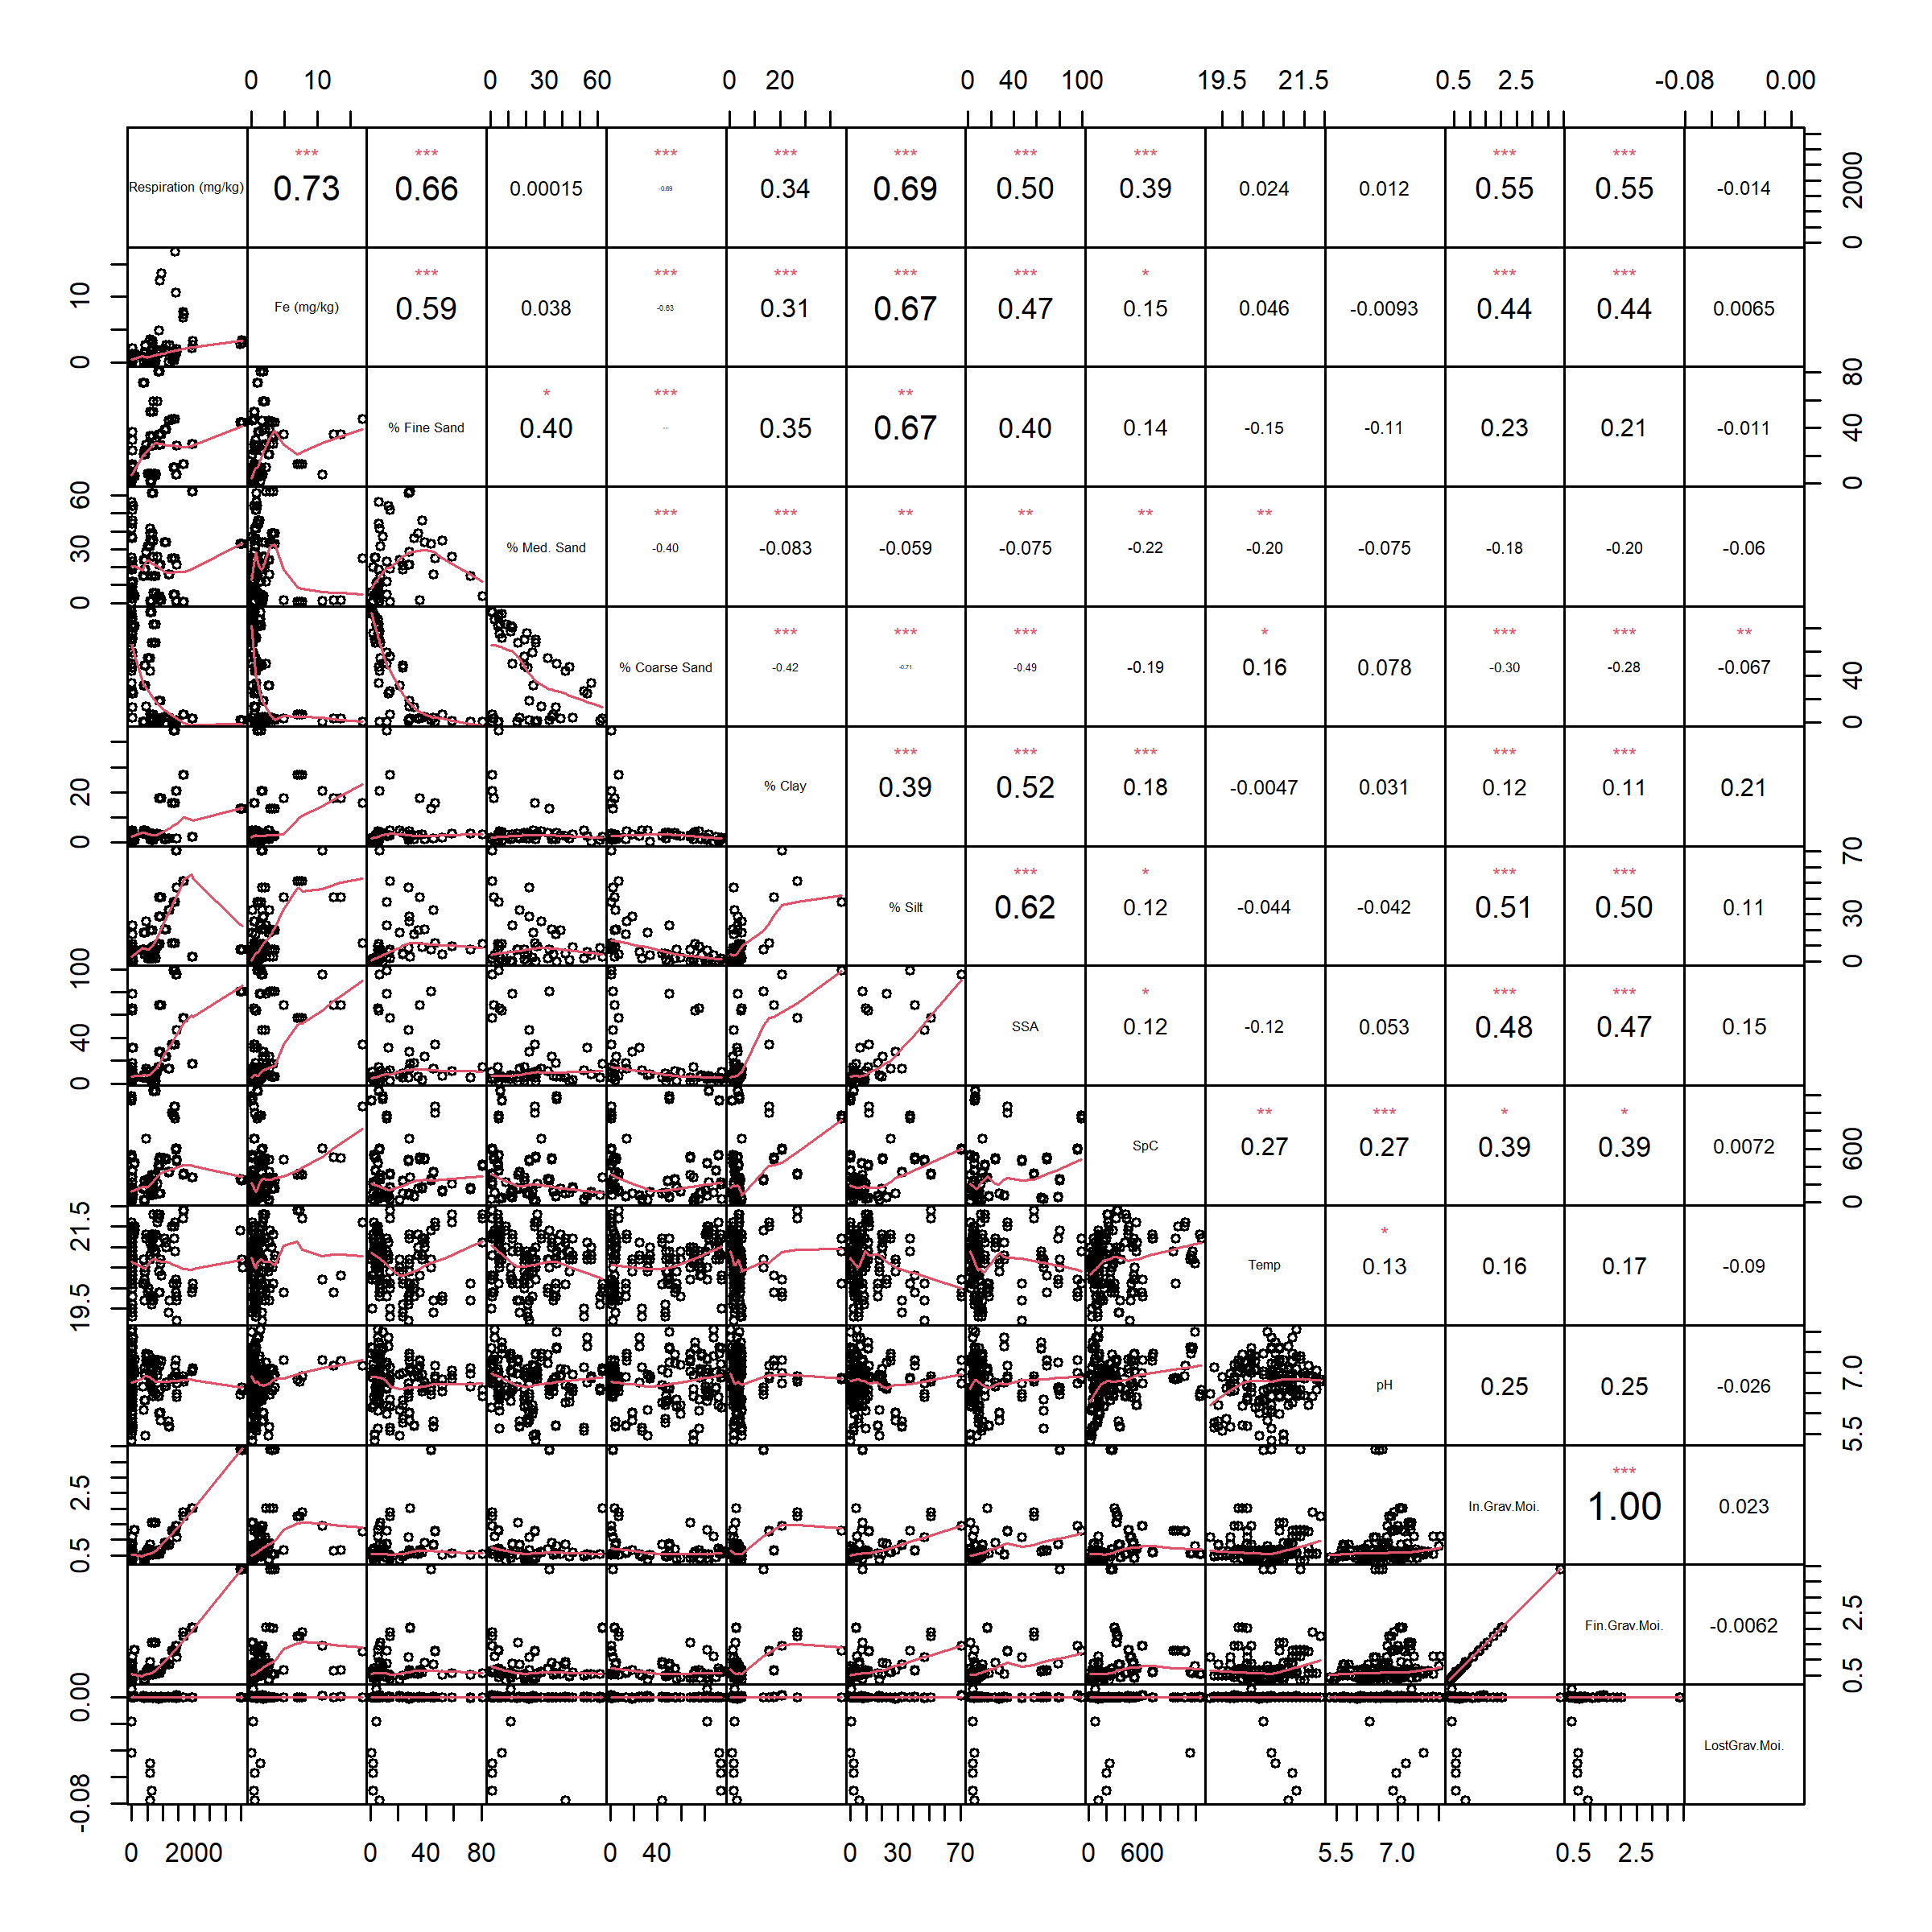 0 10 0 30 60 0 20 0 40 100 19.5 21.5 0.5 2.5 -0.08 0.00
*** *** *** *** *** *** *** *** ***
Respiration (mg/kg) 0.73 0.66 0.00015 -0.69 0.34 0.69 0.50 0.39 0.024 0.012 0.55 0.55 -0.014 0 2000
*** *** *** *** *** * *** ***
0 10 Fe (mg/kg) 0.59 0.038 -0.63 0.31 0.67 0.47 0.15 0.046 -0.0093 0.44 0.44 0.0065
* *** **
% Fine Sand 0.40 0.35 0.67 0.40 0.14 -0.15 -0.11 0.23 0.21 -0.011 0 40 80
*** *** ** ** ** **
0 30 60 % Med. Sand -0.40 -0.083 -0.059 -0.075 -0.22 -0.20 -0.075 -0.18 -0.20 -0.06
*** *** *** * *** *** **
% Coarse Sand -0.42 -0.71 -0.49 -0.19 0.16 0.078 -0.30 -0.28 -0.067 0 40
*** *** *** *** ***
0 20 % Clay 0.39 0.52 0.18 -0.0047 0.031 0.12 0.11 0.21
*** * *** ***
% Silt 0.62 0.12 -0.044 -0.042 0.51 0.50 0.11 0 30 70
* *** ***
0 40 100 SSA 0.12 -0.12 0.053 0.48 0.47 0.15
** *** * *
SpC 0.27 0.27 0.39 0.39 0.0072 0 600
*
19.5 21.5 Temp 0.13 0.16 0.17 -0.09
pH 0.25 0.25 -0.026 5.5 7.0
***
0.5 2.5 In.Grav.Moi. 1.00 0.023
Fin.Grav.Moi. -0.0062 0.5 2.5
-0.08 0.00 LostGrav.Moi.
0 2000 0 40 80 0 40 0 30 70 0 600 5.5 7.0 0.5 2.5